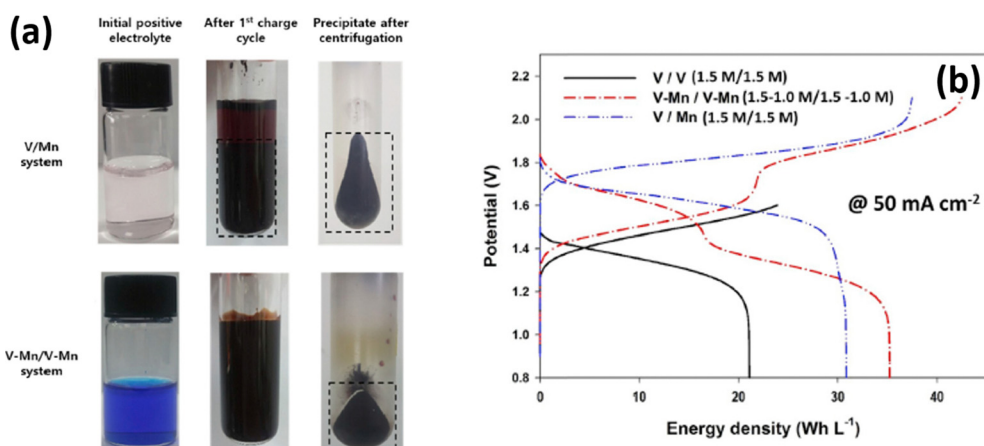 (a)
Initial positive
electrolyte
After 1st charge
cycle
Precipitate after
centrifugation
V/Mn
system
V-Mn/V-Mn
system
(b)
V / V (1.5 M/1.5 M)
V-Mn / V-Mn (1.5-1.0 M/1.5 -1.0 M)
V / Mn (1.5 M/1.5 M)
@ 50 mA cm-2
Potential (V)
2.2
2.0
1.8
1.6
1.4
1.2
1.0
0.8
0
10
20
30
40
Energy density (Wh L-1)